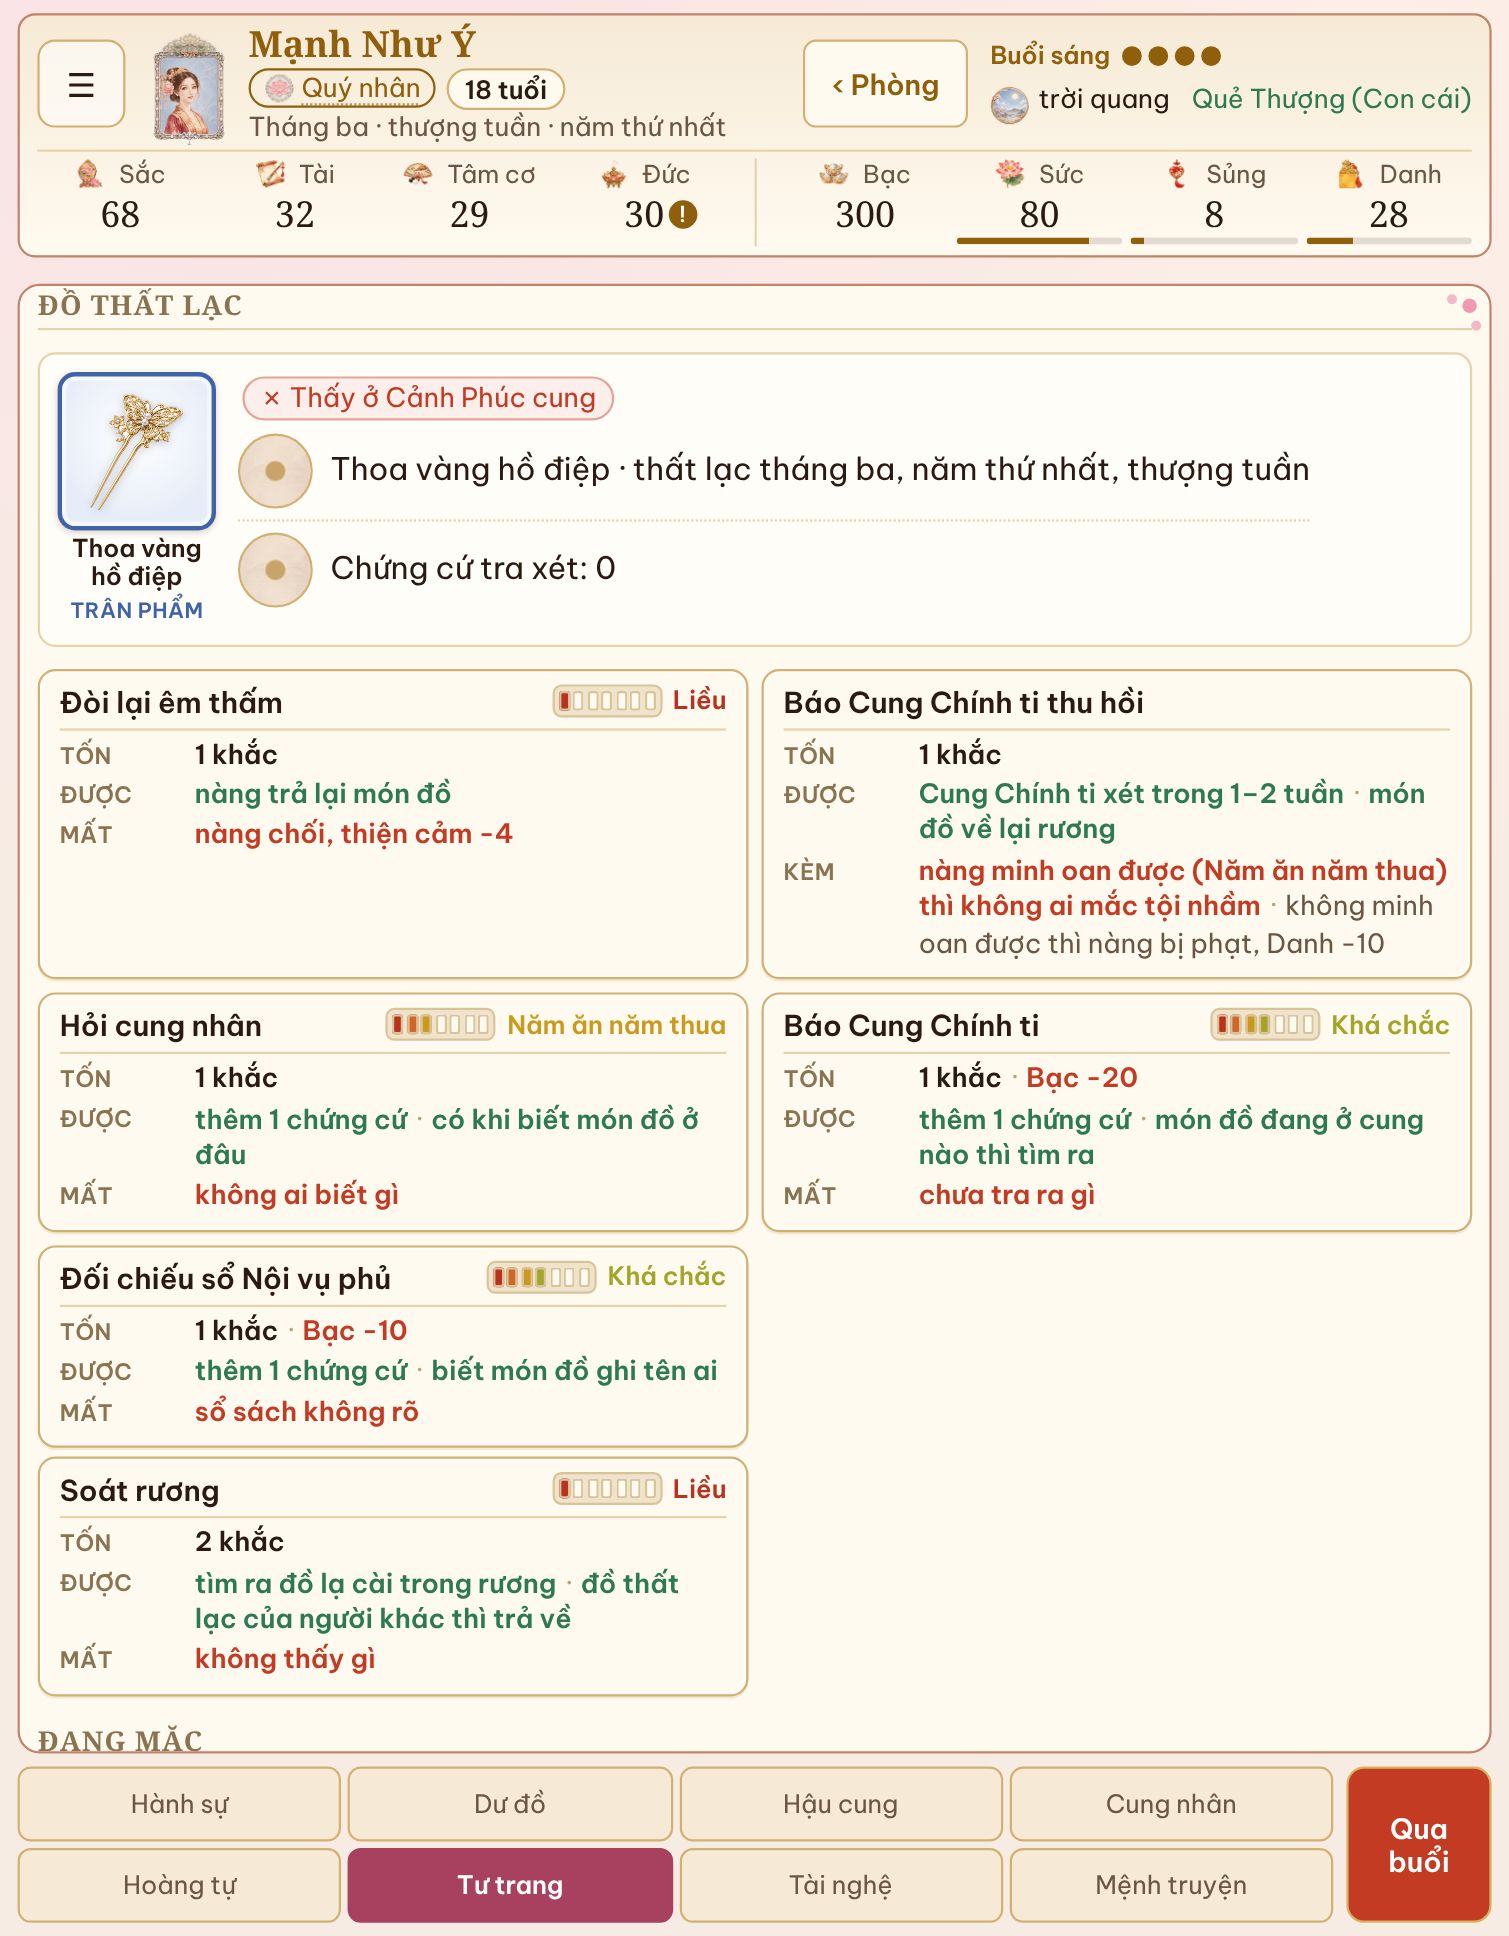 ☰
Mạnh Như Ý
Quý nhân
18 tuổi
Tháng ba · thượng tuần · năm thứ nhất
‹ Phòng
Buổi sáng
trời quang Quẻ Thượng (Con cái)
Sắc Tài Tâm cơ Đức Bạc Sức Sủng Danh
68 32 29 30 ! 300 80 8 28
ĐỒ THẤT LẠC
× Thấy ở Cảnh Phúc cung
Thoa vàng hồ điệp · thất lạc tháng ba, năm thứ nhất, thượng tuần
Chứng cứ tra xét: 0
Thoa vàng
hồ điệp
TRÂN PHẨM
Đòi lại êm thấm Liều
TỐN 1 khắc
ĐƯỢC nàng trả lại món đồ
MẤT nàng chối, thiện cảm -4
Báo Cung Chính ti thu hồi
TỐN 1 khắc
ĐƯỢC Cung Chính ti xét trong 1–2 tuần · món
đồ về lại rương
KÈM nàng minh oan được (Năm ăn năm thua)
thì không ai mắc tội nhầm · không minh
oan được thì nàng bị phạt, Danh -10
Hỏi cung nhân Năm ăn năm thua
TỐN 1 khắc
ĐƯỢC thêm 1 chứng cứ · có khi biết món đồ ở
đâu
MẤT không ai biết gì
Báo Cung Chính ti Khá chắc
TỐN 1 khắc · Bạc -20
ĐƯỢC thêm 1 chứng cứ · món đồ đang ở cung
nào thì tìm ra
MẤT chưa tra ra gì
Đối chiếu sổ Nội vụ phủ Khá chắc
TỐN 1 khắc · Bạc -10
ĐƯỢC thêm 1 chứng cứ · biết món đồ ghi tên ai
MẤT sổ sách không rõ
Soát rương Liều
TỐN 2 khắc
ĐƯỢC tìm ra đồ lạ cài trong rương · đồ thất
lạc của người khác thì trả về
MẤT không thấy gì
ĐANG MẶC
Hành sự Dư đồ Hậu cung Cung nhân
Hoàng tự Tư trang Tài nghệ Mệnh truyện
Qua
buổi